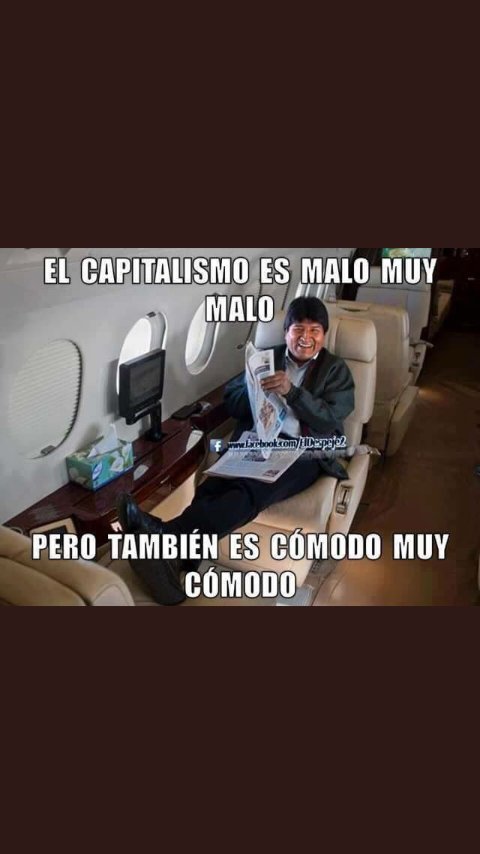 EL CAPITALISMO ES MALO MUY
MALO
www.facebook.com/ElDespeje2
PERO TAMBIÉN ES CÓMODO MUY
CÓMODO